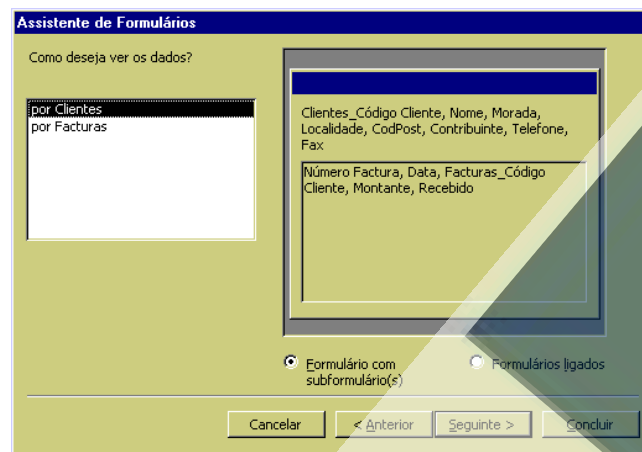 Assistente de Formulários
Como deseja ver os dados?
por Clientes
por Facturas
Clientes_Código Cliente, Nome, Morada,
Localidade, CodPost, Contribuinte, Telefone,
Fax
Número Factura, Data, Facturas_Código
Cliente, Montante, Recebido
Formulário com
subformulário(s)
Formulários ligados
Cancelar
< Anterior
Seguinte >
Concluir